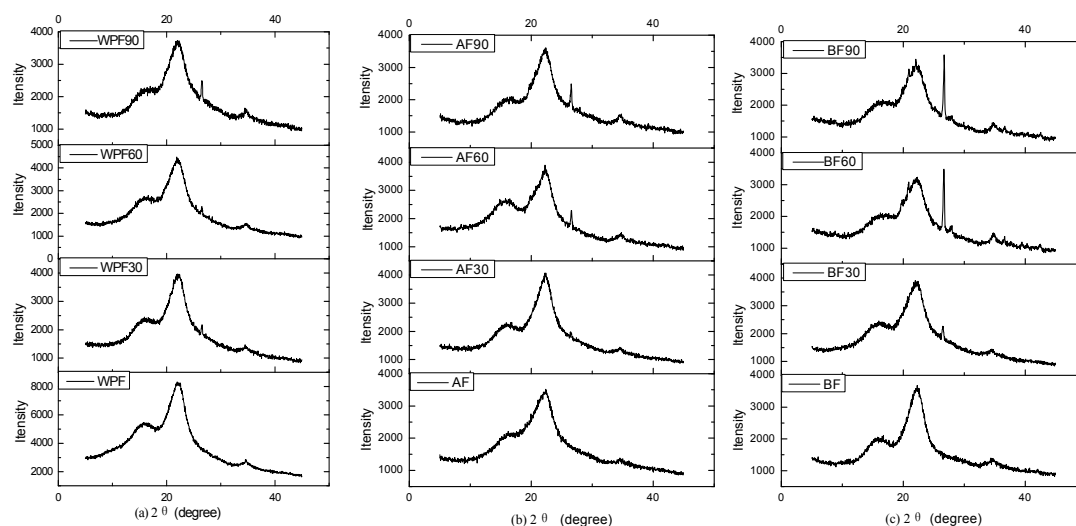 0 20 40
4000
3000
2000
1000
Itensity
WPF90
5000
4000
3000
2000
1000
0
Itensity
WPF60
4000
3000
2000
1000
Itensity
WPF30
8000
6000
4000
2000
Itensity
WPF
0 20 40
(a) 2 θ (degree)
0 20 40
4000
3000
2000
1000
Itensity
AF90
4000
3000
2000
1000
Itensity
AF60
4000
3000
2000
1000
Itensity
AF30
4000
3000
2000
1000
Itensity
AF
0 20 40
(b) 2 θ (degree)
0 20 40
4000
3000
2000
1000
Itensity
BF90
4000
3000
2000
1000
Itensity
BF60
4000
3000
2000
1000
Itensity
BF30
4000
3000
2000
1000
Itensity
BF
0 20 40
(c) 2 θ (degree)